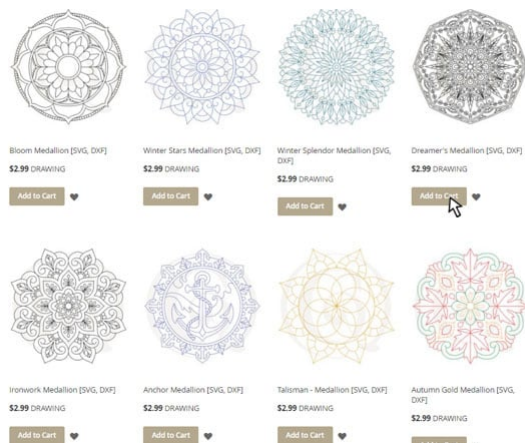 Bloom Medallion [SVG, DXF]
$2.99 DRAWING
Add to Cart
Winter Stars Medallion [SVG, DXF]
$2.99 DRAWING
Add to Cart
Winter Splendor Medallion [SVG,
DXF]
$2.99 DRAWING
Add to Cart
Dreamer's Medallion [SVG, DXF]
$2.99 DRAWING
Add to Cart
Ironwork Medallion [SVG, DXF]
$2.99 DRAWING
Add to Cart
Anchor Medallion [SVG, DXF]
$2.99 DRAWING
Add to Cart
Talisman - Medallion [SVG, DXF]
$2.99 DRAWING
Add to Cart
Autumn Gold Medallion [SVG,
DXF]
$2.99 DRAWING